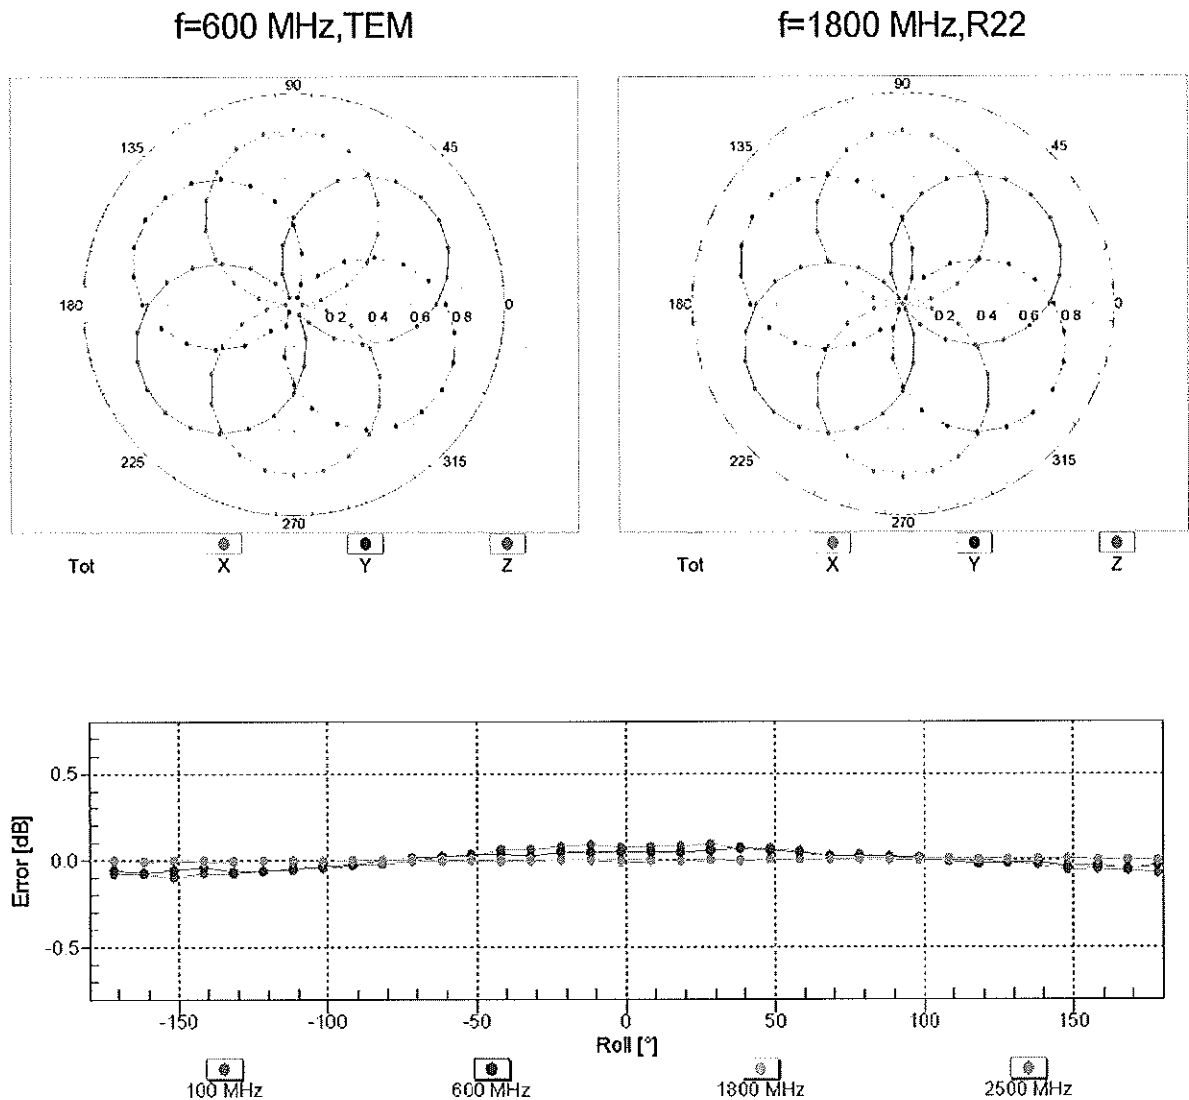 f=600 MHz,TEM
f=1800 MHz,R22
90
90
135
45
135
45
180
0.2
0.4
0.6
0.8
0
180
0.2
0.4
0.6
0.8
0
225
315
225
315
270
270
Tot
X
Y
Z
Tot
X
Y
Z
0.5
0.0
-0.5
Error [dB]
-150
-100
-50
0
50
100
150
Roll [°]
100 MHz
600 MHz
1800 MHz
2500 MHz